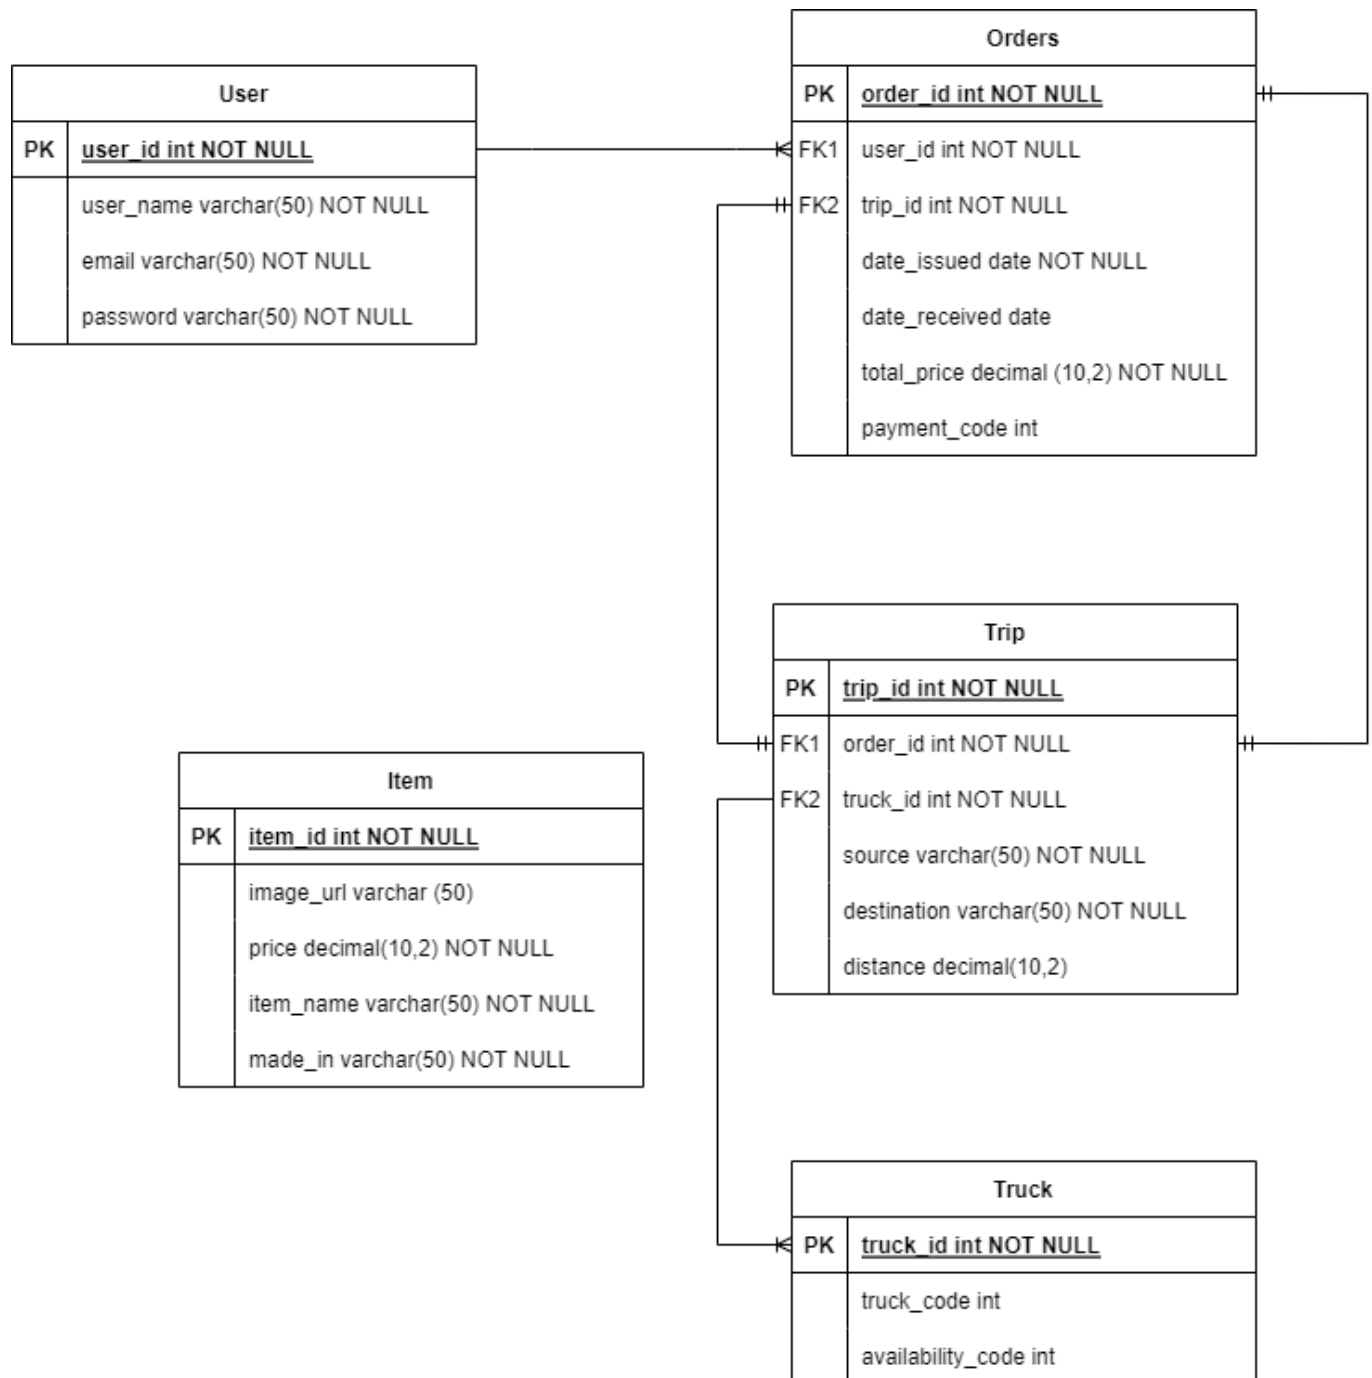 User
PK user_id int NOT NULL
user_name varchar(50) NOT NULL
email varchar(50) NOT NULL
password varchar(50) NOT NULL
Orders
PK order_id int NOT NULL
FK1 user_id int NOT NULL
FK2 trip_id int NOT NULL
date_issued date NOT NULL
date_received date
total_price decimal (10,2) NOT NULL
payment_code int
Trip
PK trip_id int NOT NULL
FK1 order_id int NOT NULL
FK2 truck_id int NOT NULL
source varchar(50) NOT NULL
destination varchar(50) NOT NULL
distance decimal(10,2)
Item
PK item_id int NOT NULL
image_url varchar (50)
price decimal(10,2) NOT NULL
item_name varchar(50) NOT NULL
made_in varchar(50) NOT NULL
Truck
PK truck_id int NOT NULL
truck_code int
availability_code int